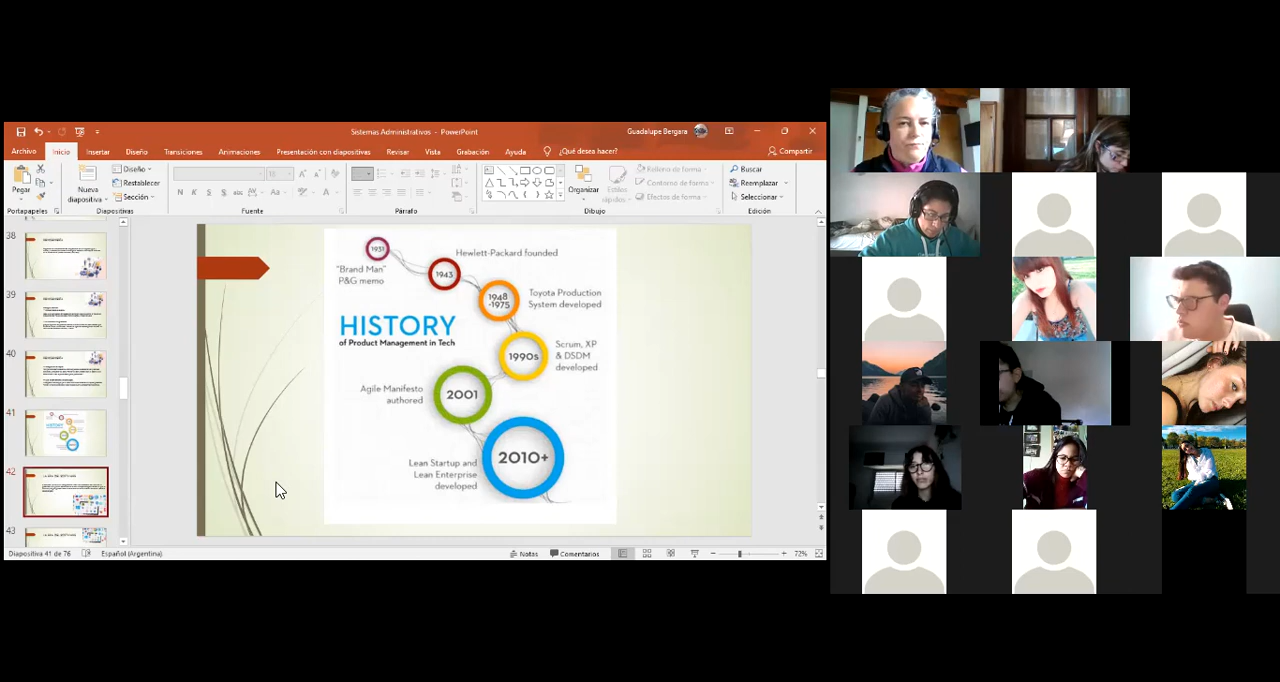 Sistemas Administrativos - PowerPoint
Guadalupe Bergara
Archivo Inicio Insertar Diseño Transiciones Animaciones Presentación con diapositivas Revisar Vista Grabación Ayuda ¿Qué desea hacer? Compartir
Pegar
Nueva
diapositiva
Diseño
Restablecer
Sección
N K S S abc AV Aa A
Organizar
Estilos
rápidos
Relleno de forma
Contorno de forma
Efectos de forma
Buscar
Reemplazar
Seleccionar
Portapapeles Diapositivas Fuente Párrafo Dibujo Edición
38
39
40
41
42
43
1931
"Brand Man"
P&G memo
1943
Hewlett-Packard founded
1948
-1975
Toyota Production
System developed
HISTORY
of Product Management in Tech
1990s
Scrum, XP
& DSDM
developed
Agile Manifesto
authored
2001
2010+
Lean Startup and
Lean Enterprise
developed
Diapositiva 41 de 76 Español (Argentina) Notas Comentarios 72%